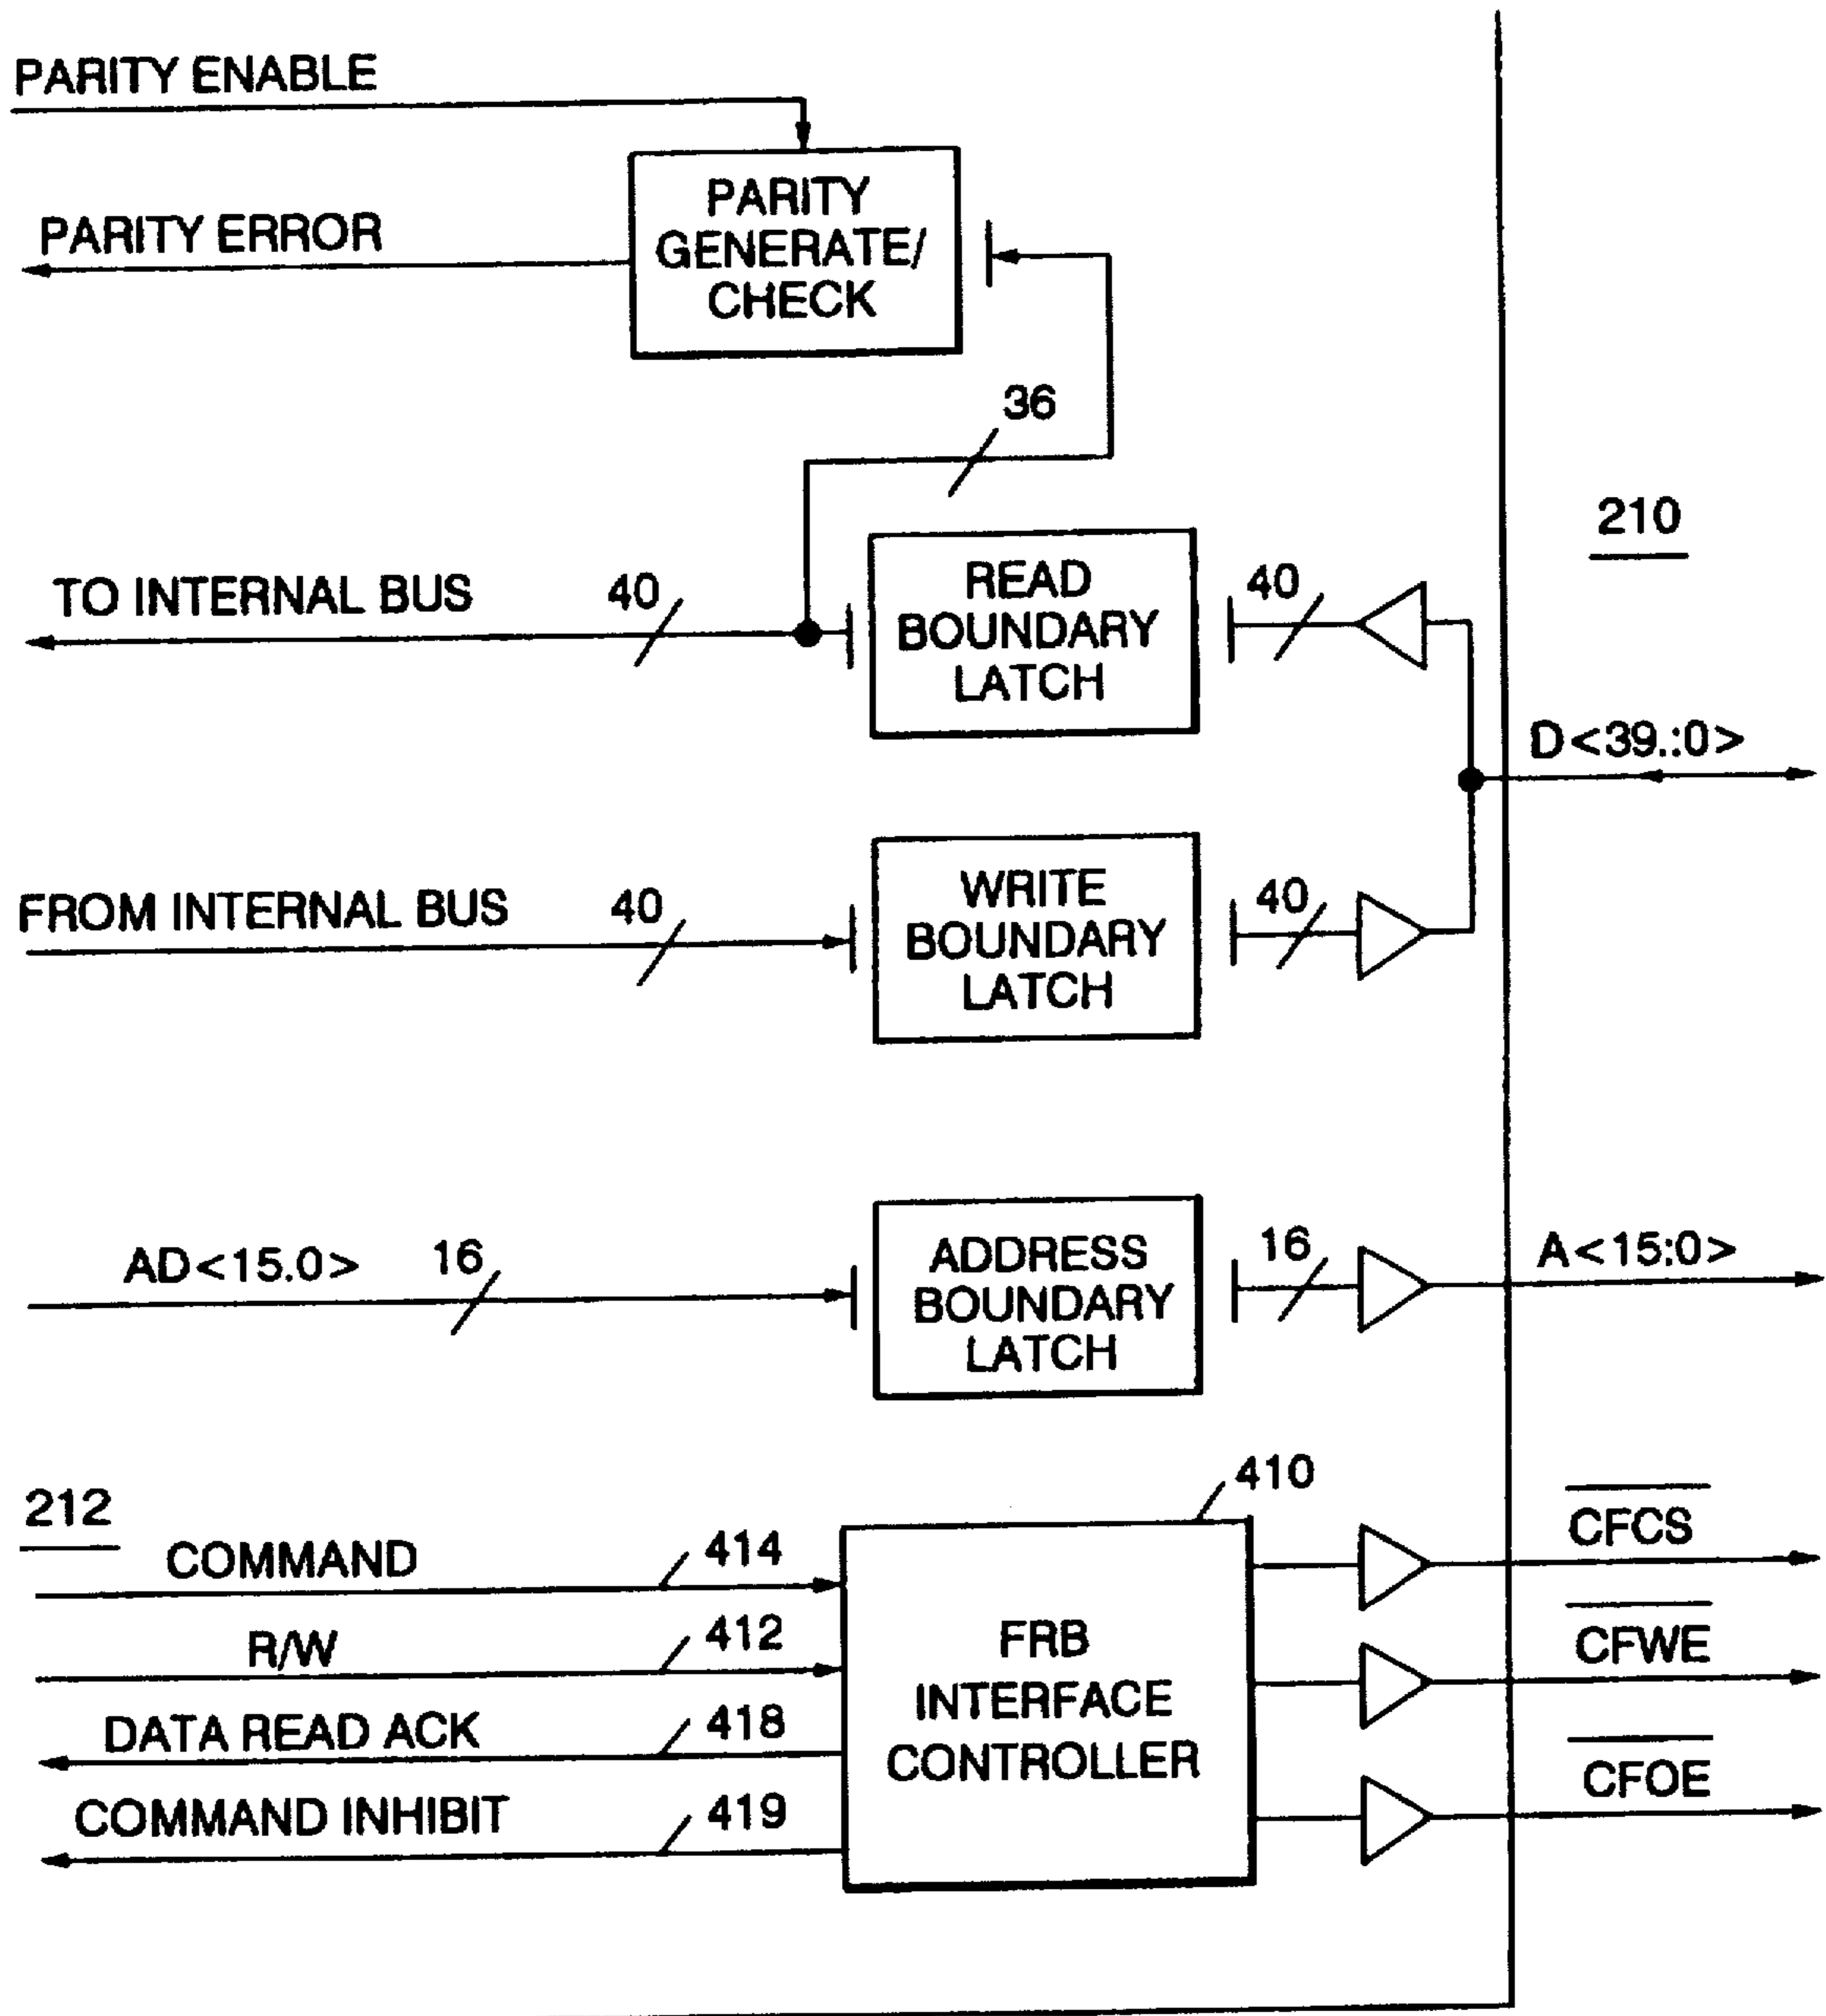 PARITY ENABLE
PARITY
GENERATE/
CHECK
PARITY ERROR
36
210
TO INTERNAL BUS
40
READ
BOUNDARY
LATCH
40
D<39.:0>
FROM INTERNAL BUS
40
WRITE
BOUNDARY
LATCH
40
AD<15.0>
16
ADDRESS
BOUNDARY
LATCH
16
A<15:0>
212
410
COMMAND
414
R/W
412
DATA READ ACK
418
COMMAND INHIBIT
419
FRB
INTERFACE
CONTROLLER
CFCS
CFWE
CFOE